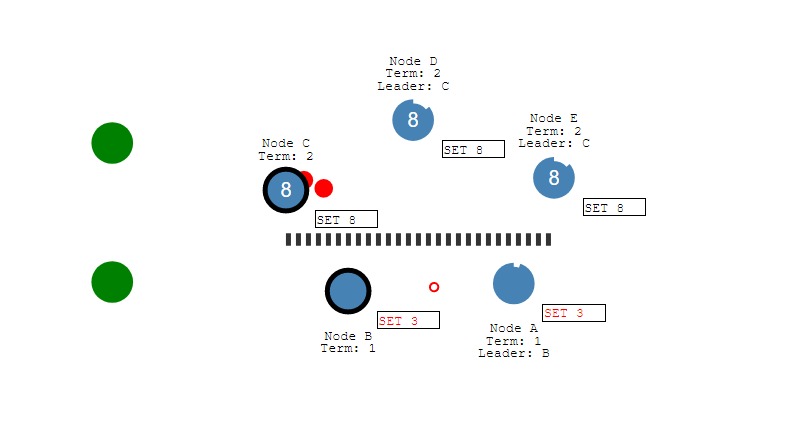 Node D
Term: 2
Leader: C
8
SET 8
Node E
Term: 2
Leader: C
8
SET 8
Node C
Term: 2
8
SET 8
SET 3
Node B
Term: 1
SET 3
Node A
Term: 1
Leader: B